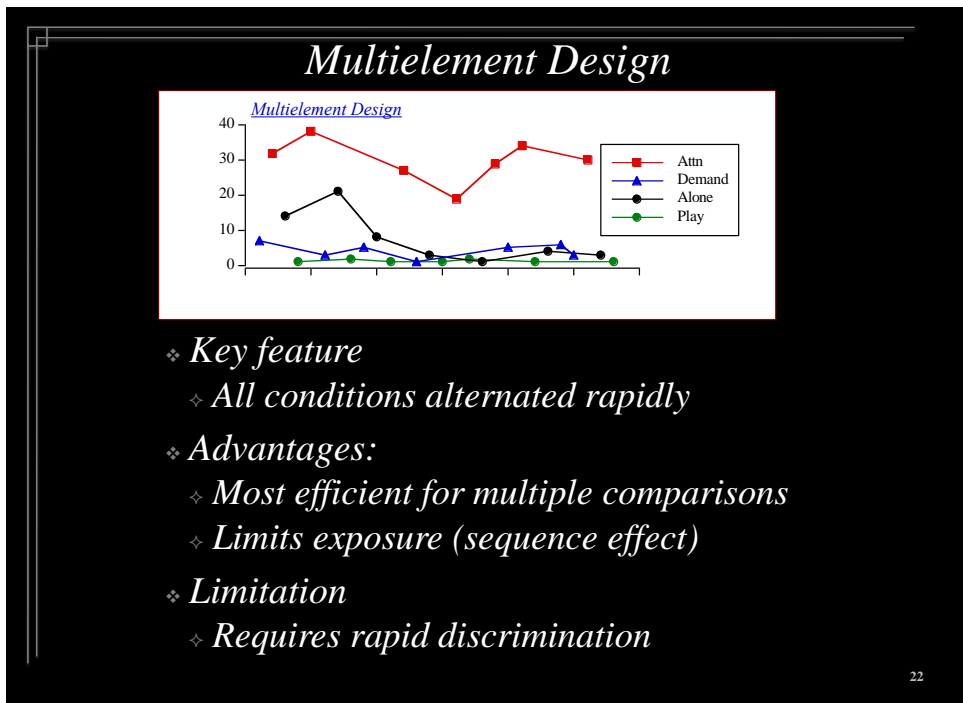 Multielement Design
Multielement Design
40
30
20
10
0
Attn
Demand
Alone
Play
Key feature
All conditions alternated rapidly
Advantages:
Most efficient for multiple comparisons
Limits exposure (sequence effect)
Limitation
Requires rapid discrimination
22